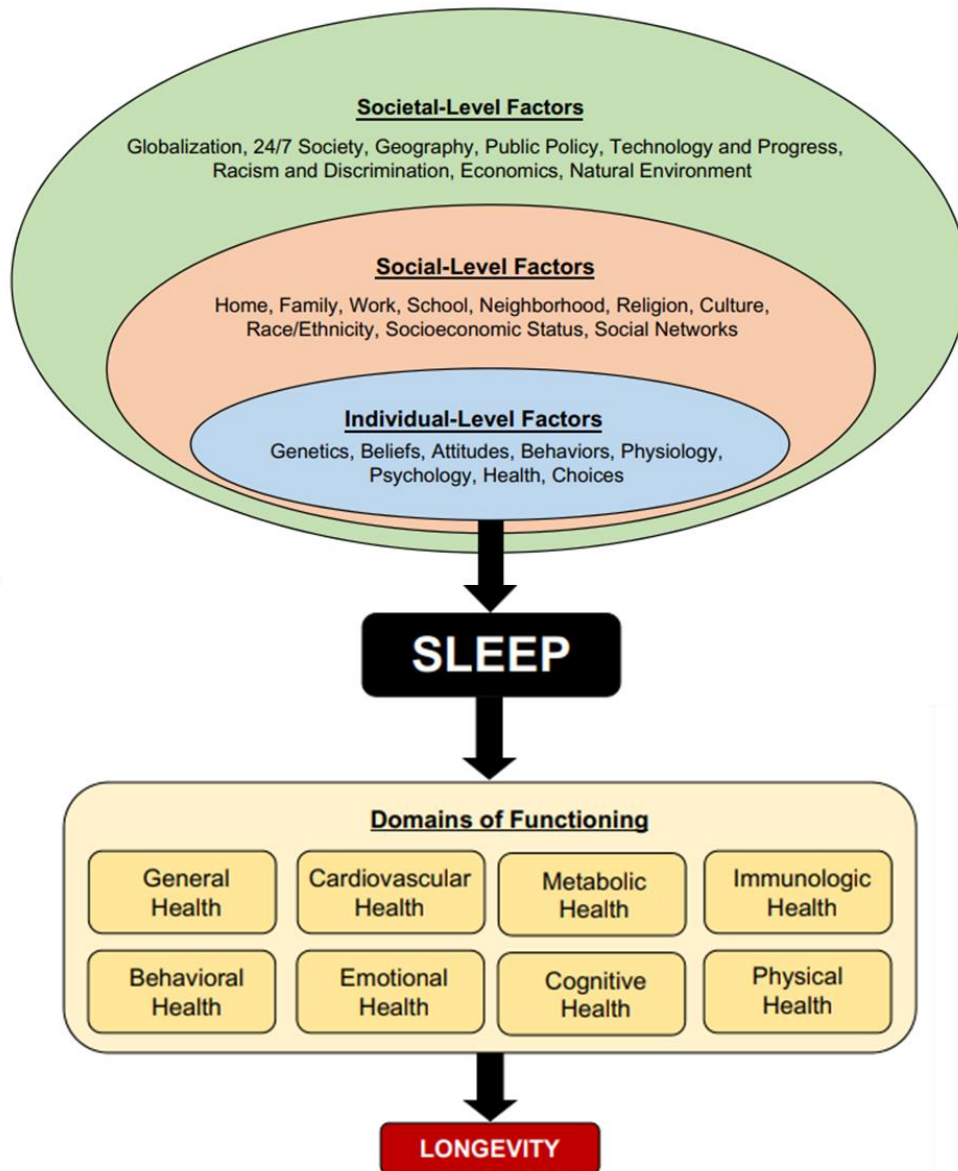 Societal-Level Factors
Globalization, 24/7 Society, Geography, Public Policy, Technology and Progress,
Racism and Discrimination, Economics, Natural Environment
Social-Level Factors
Home, Family, Work, School, Neighborhood, Religion, Culture,
Race/Ethnicity, Socioeconomic Status, Social Networks
Individual-Level Factors
Genetics, Beliefs, Attitudes, Behaviors, Physiology,
Psychology, Health, Choices
SLEEP
Domains of Functioning
General
Health
Cardiovascular
Health
Metabolic
Health
Immunologic
Health
Behavioral
Health
Emotional
Health
Cognitive
Health
Physical
Health
LONGEVITY